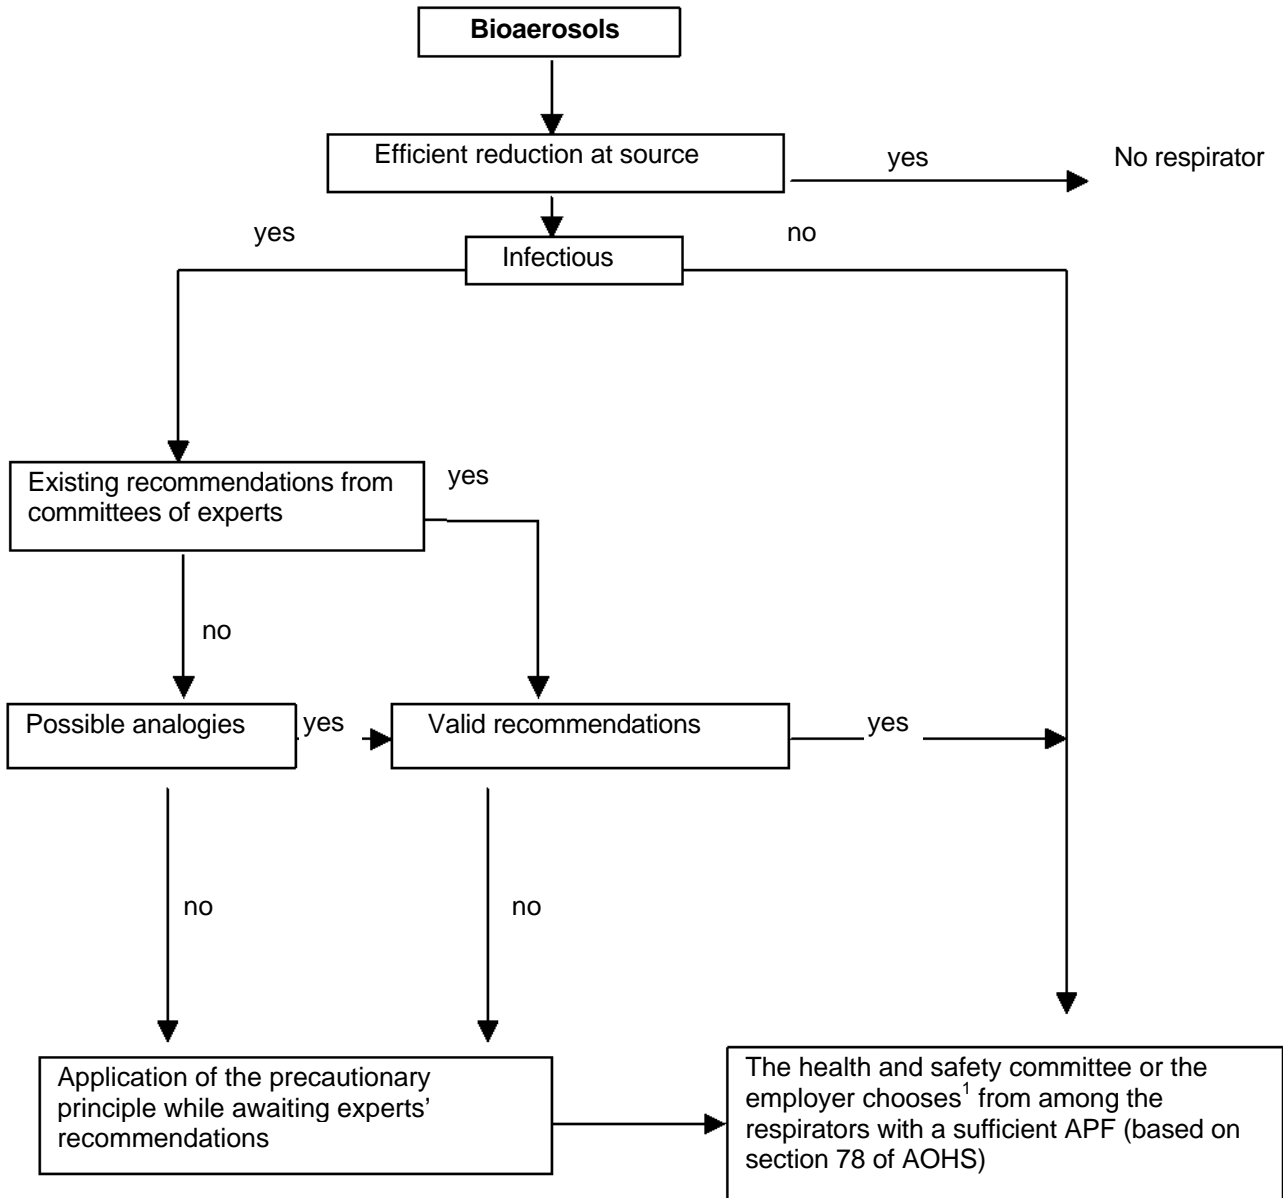 Bioaerosols
Efficient reduction at source
yes
No respirator
yes
no
Infectious
Existing recommendations from
committees of experts
yes
no
Possible analogies
yes
Valid recommendations
yes
no
no
Application of the precautionary
principle while awaiting experts’
recommendations
The health and safety committee or the
employer chooses¹ from among the
respirators with a sufficient APF (based on
section 78 of AOHS)